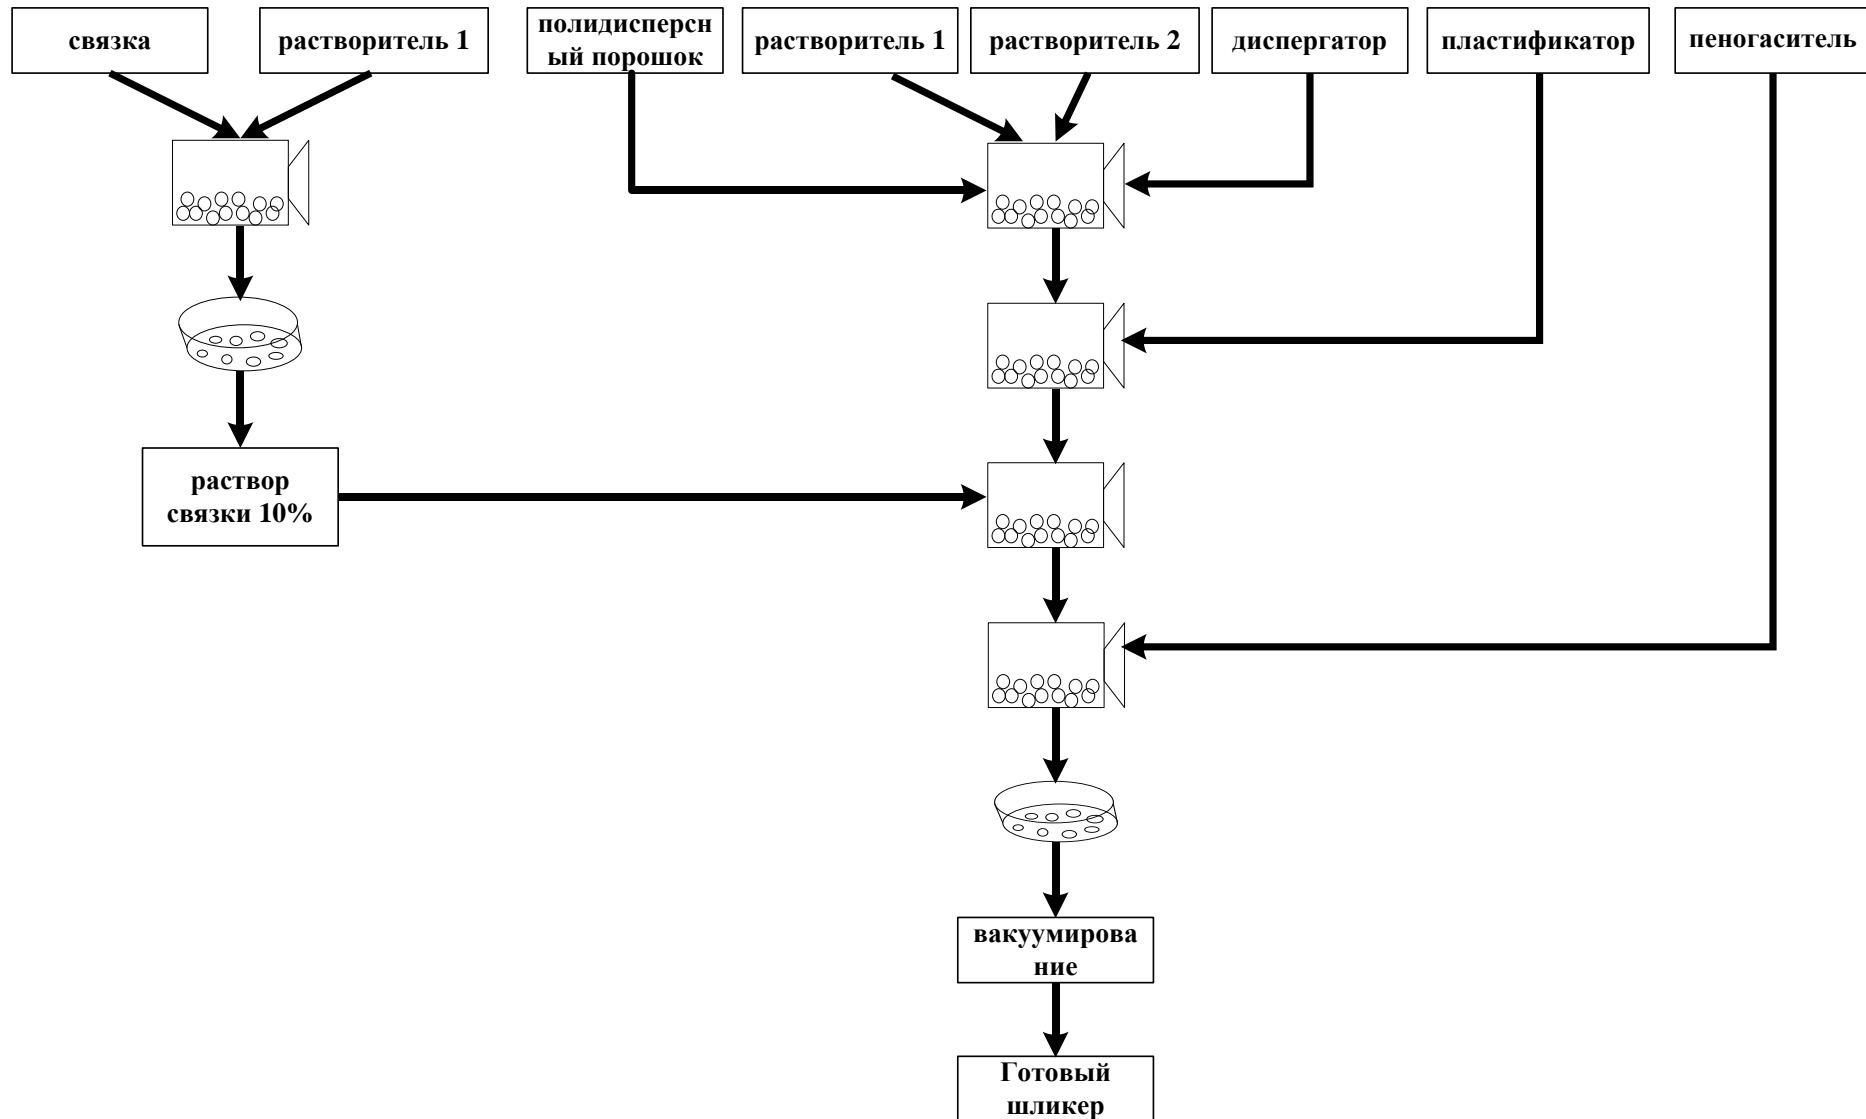 связка
растворитель 1
полидисперсн
ый порошок
растворитель 1
растворитель 2
диспергатор
пластификатор
пеногаситель
раствор
связки 10%
вакуумирова
ние
Готовый
шликер